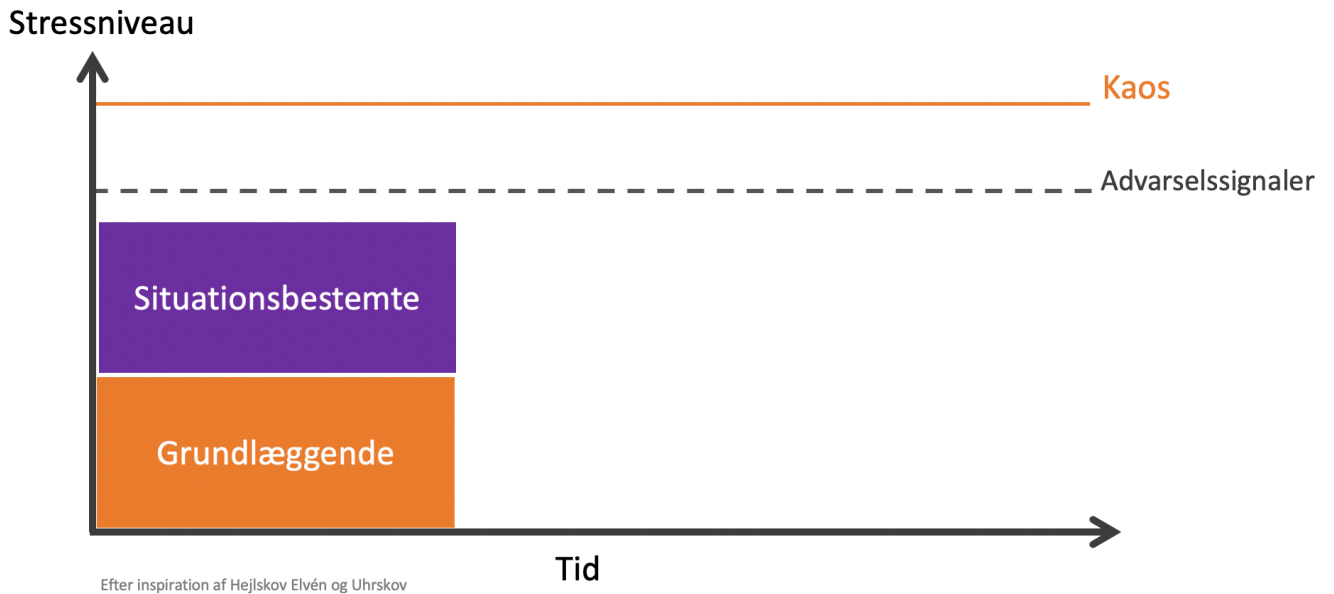 Stressniveau
Kaos
Advarselssignaler
Situationsbestemte
Grundlæggende
Tid
Efter inspiration af Hejlskov Elvén og Uhrskov